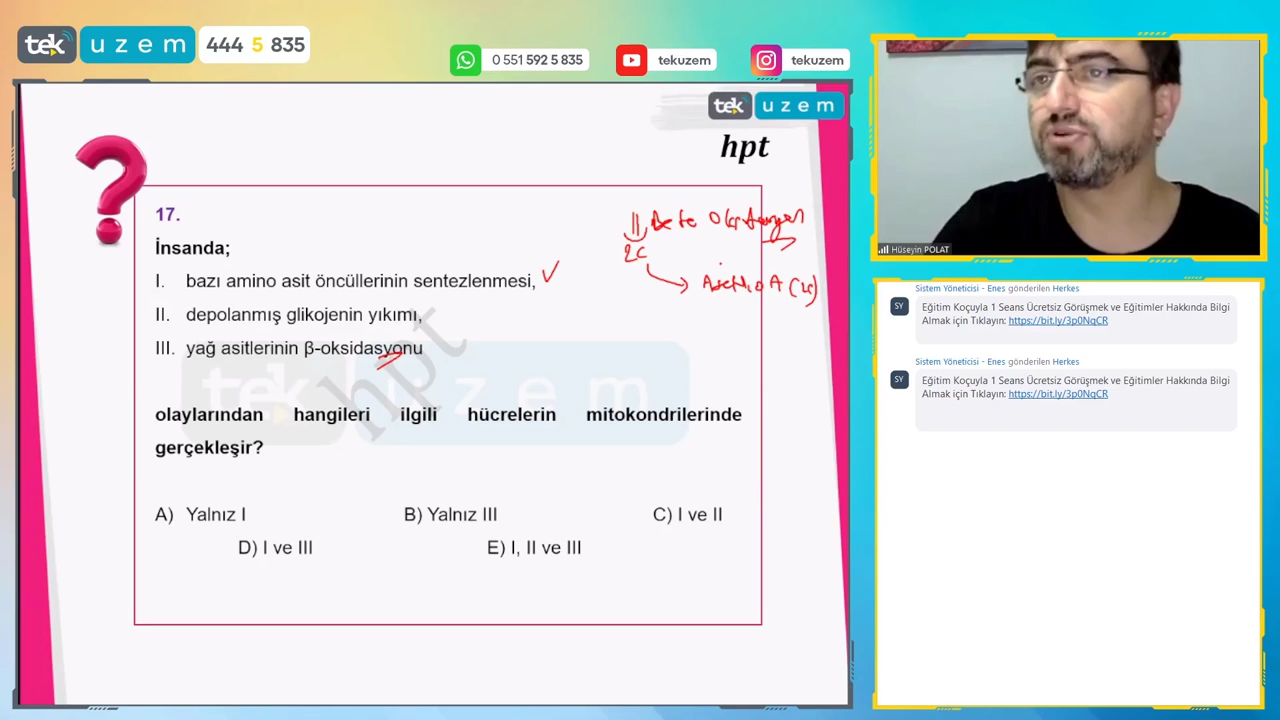 tek uzem 444 5 835
0 551 592 5 835
tekuzem
tekuzem
tek uzem
hpt
17.
İnsanda;
I. bazı amino asit öncüllerinin sentezlenmesi,
II. depolanmış glikojenin yıkımı,
III. yağ asitlerinin β-oksidasyonu
olaylarından hangileri ilgili hücrelerin mitokondrilerinde
gerçekleşir?
A) Yalnız I
B) Yalnız III
C) I ve II
D) I ve III
E) I, II ve III
Beta
2C
tek uzem
hpt
Hüseyin POLAT
Sistem Yöneticisi - Enes gönderilen Herkes
SY
Eğitim Koçuyla 1 Seans Ücretsiz Görüşmek ve Eğitimler Hakkında Bilgi
Almak için Tıklayın: https://bit.ly/3p0NqCR
Sistem Yöneticisi - Enes gönderilen Herkes
SY
Eğitim Koçuyla 1 Seans Ücretsiz Görüşmek ve Eğitimler Hakkında Bilgi
Almak için Tıklayın: https://bit.ly/3p0NqCR